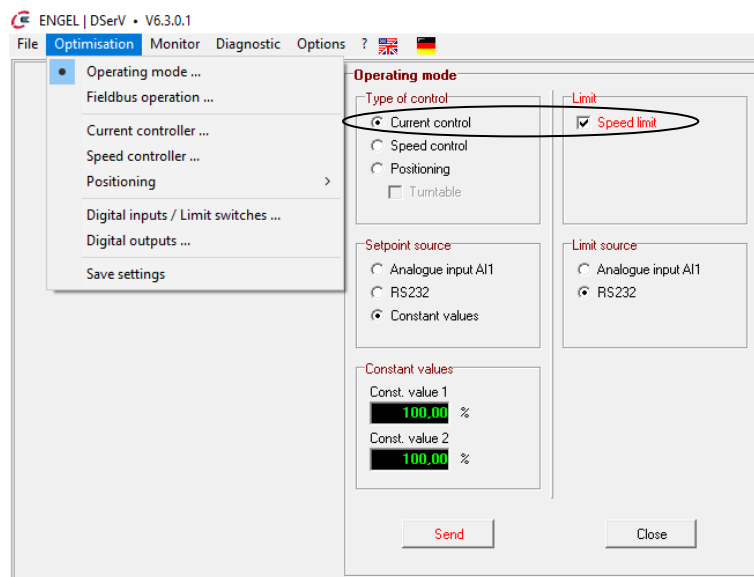 ENGEL | DSerV • V6.3.0.1
File Optimisation Monitor Diagnostic Options ?
Operating mode ...
Fieldbus operation ...
Current controller ...
Speed controller ...
Positioning
Digital inputs / Limit switches ...
Digital outputs ...
Save settings
Operating mode
Type of control
Current control
Speed control
Positioning
Turntable
Limit
Speed limit
Setpoint source
Analogue input AI1
RS232
Constant values
Limit source
Analogue input AI1
RS232
Constant values
Const. value 1
100,00 %
Const. value 2
100,00 %
Send
Close